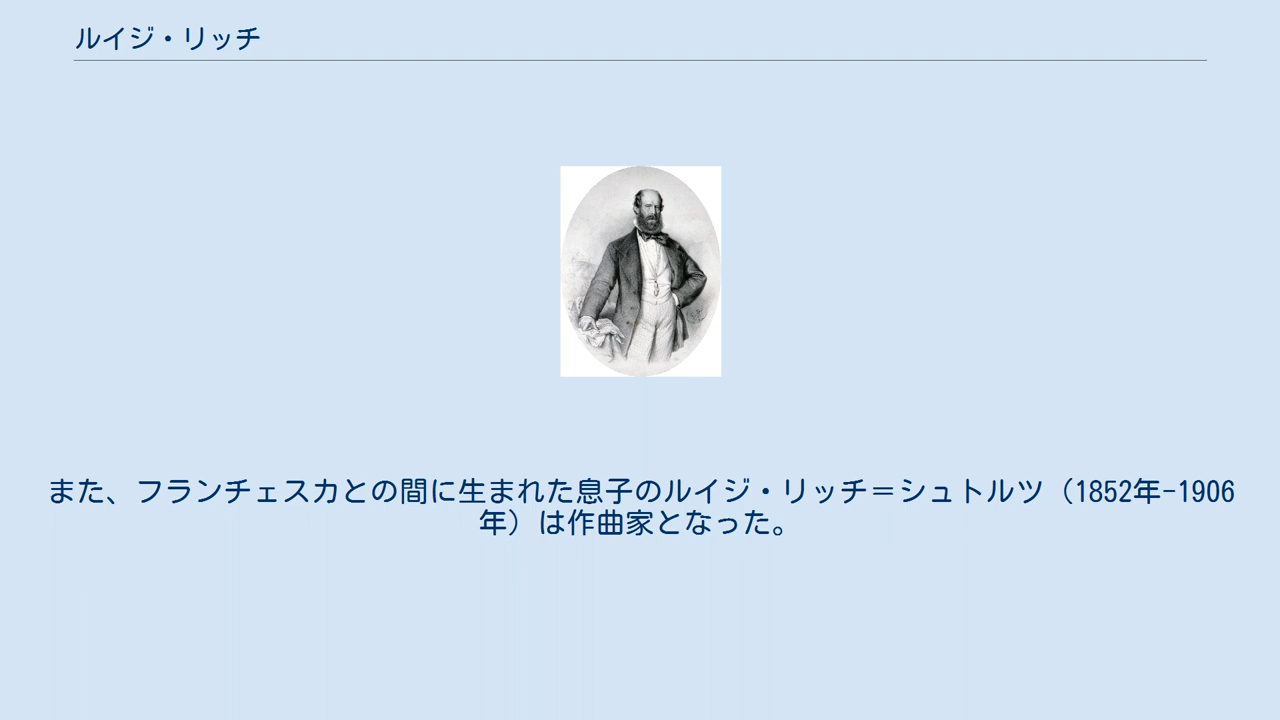 ルイジ・リッチ
また、フランチェスカとの間に生まれた息子のルイジ・リッチ＝シュトルツ（1852年-1906
年）は作曲家となった。